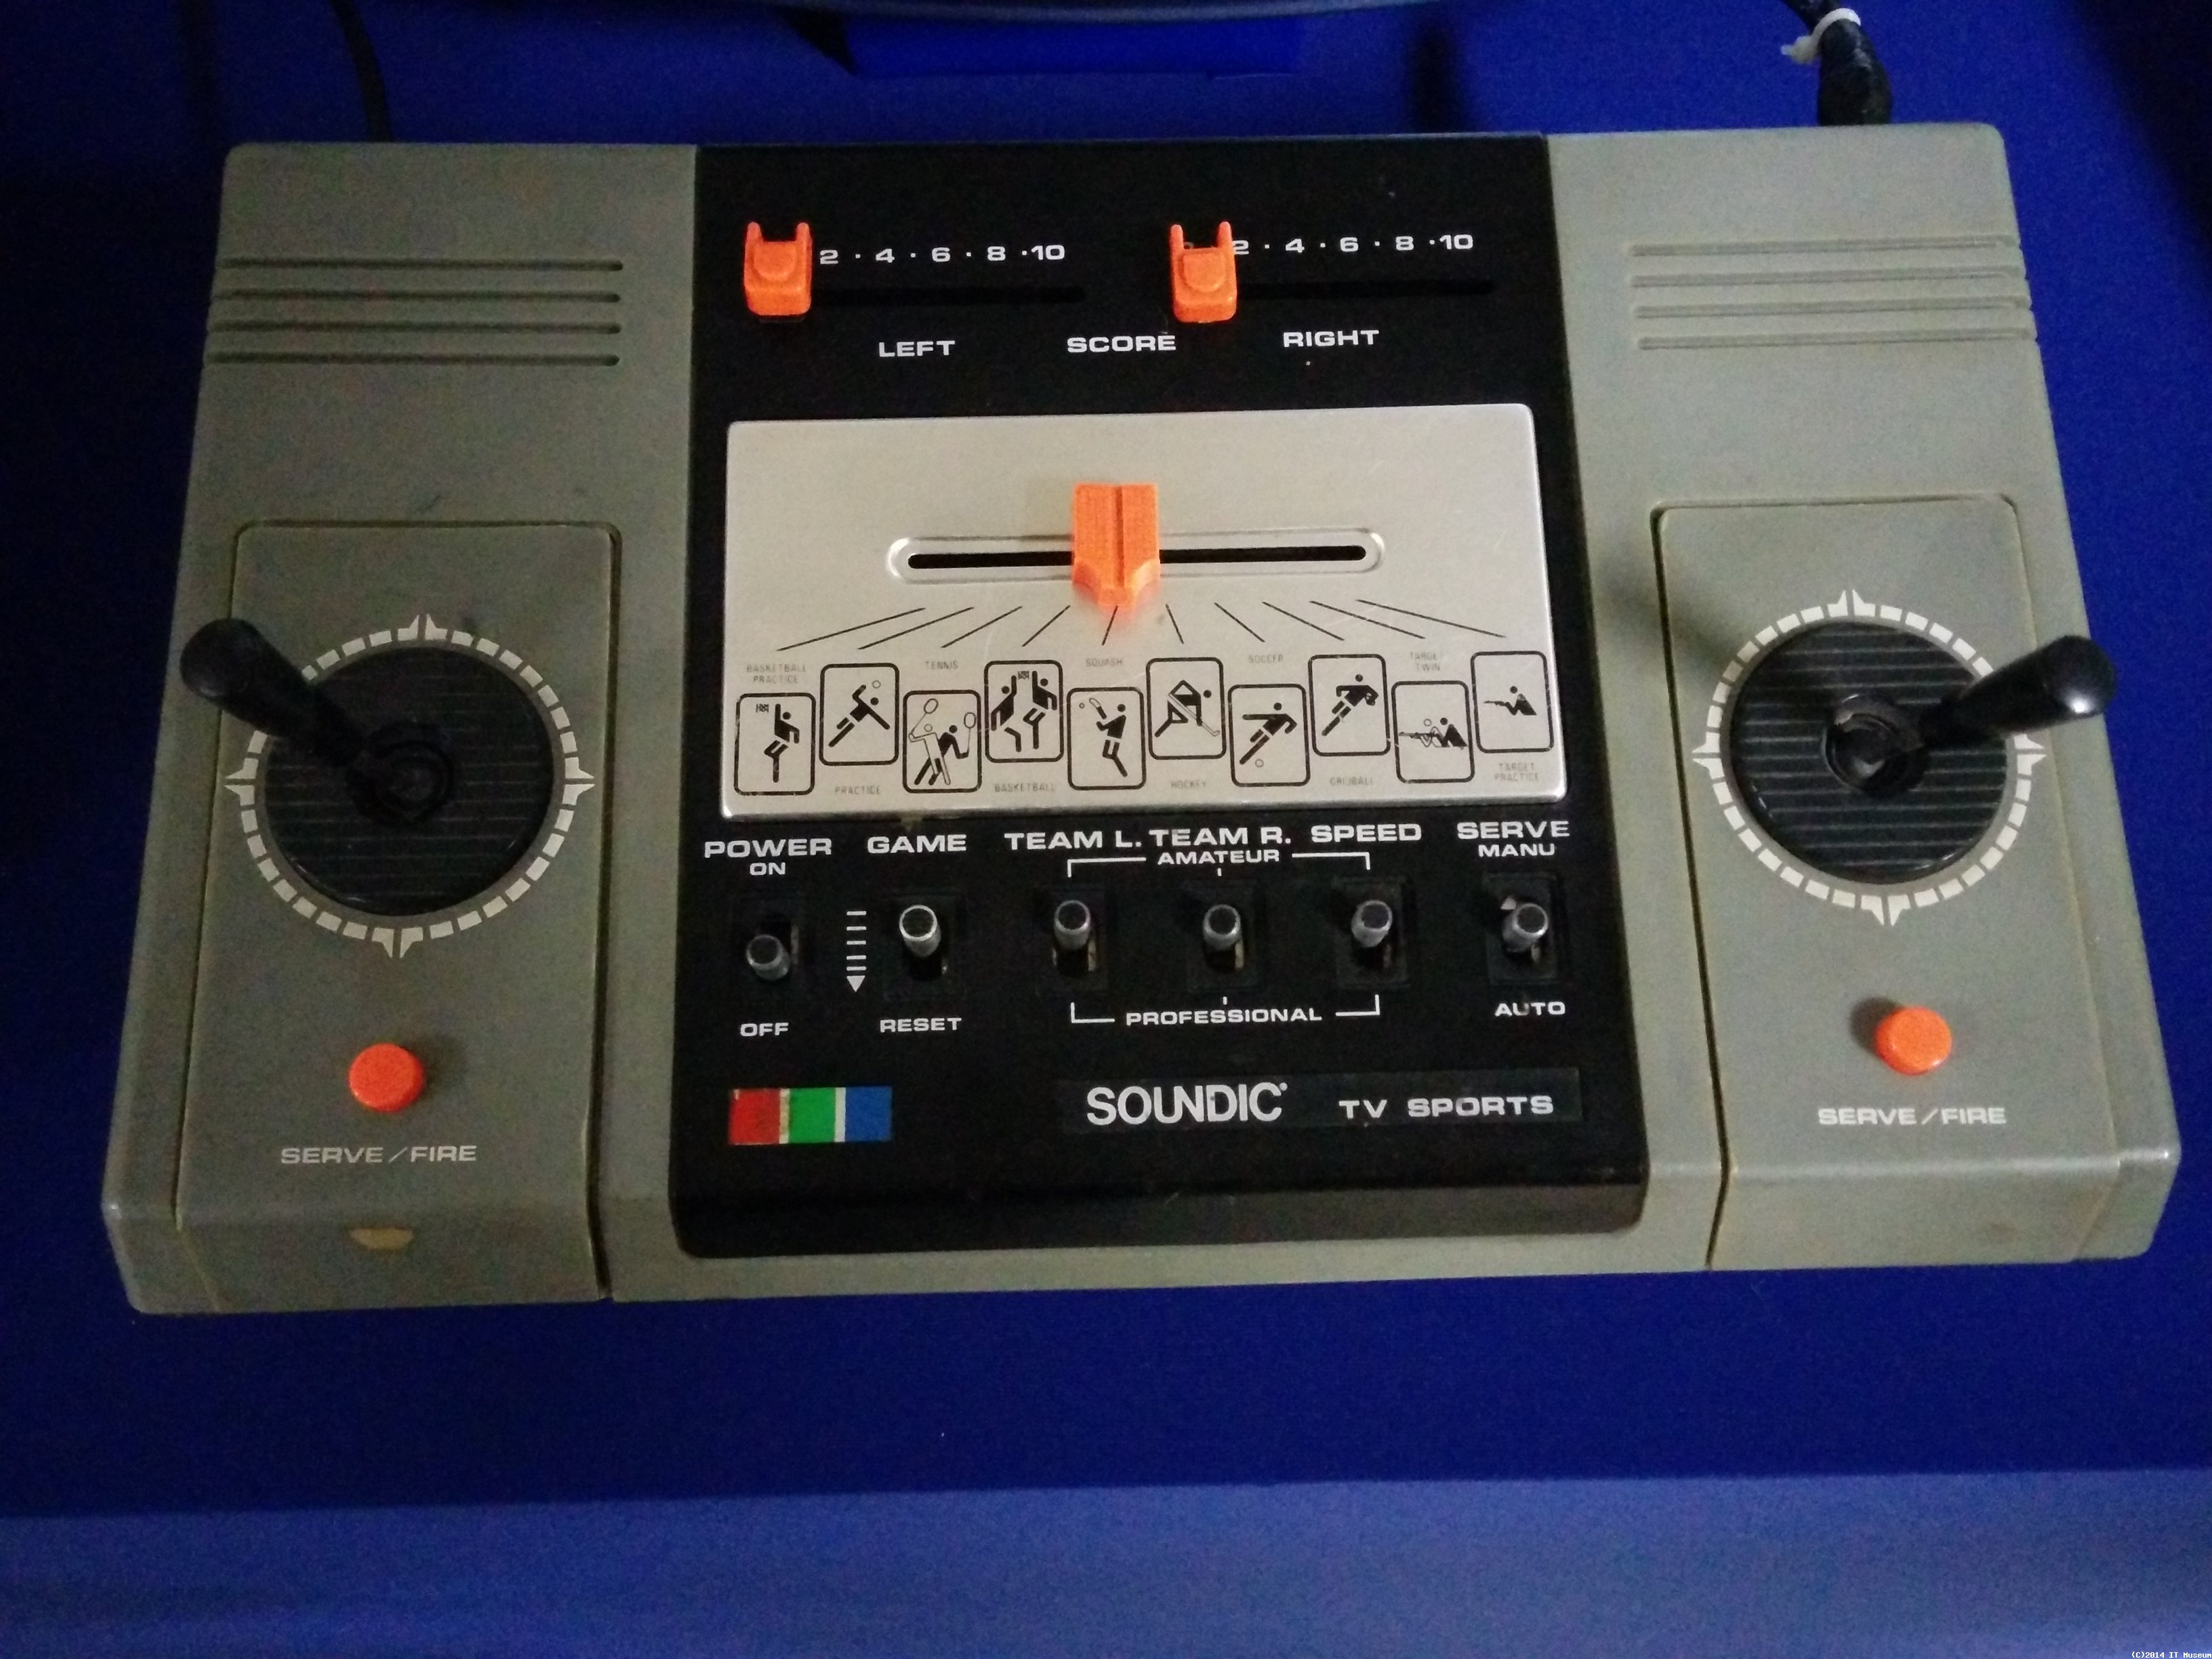 2 · 4 · 6 · 8 · 10
2 · 4 · 6 · 8 · 10
LEFT SCORE RIGHT
BASKETBALL PRACTICE
TENNIS
SQUASH
SOCCER
TARGET TWIN
PRACTICE
BASKETBALL
HOCKEY
GRIDBALL
TARGET PRACTICE
POWER GAME TEAM L. TEAM R. SPEED SERVE
ON AMATEUR MANU
OFF RESET PROFESSIONAL AUTO
SOUNDIC TV SPORTS
SERVE/FIRE
SERVE/FIRE
(C)2014 IT Museum